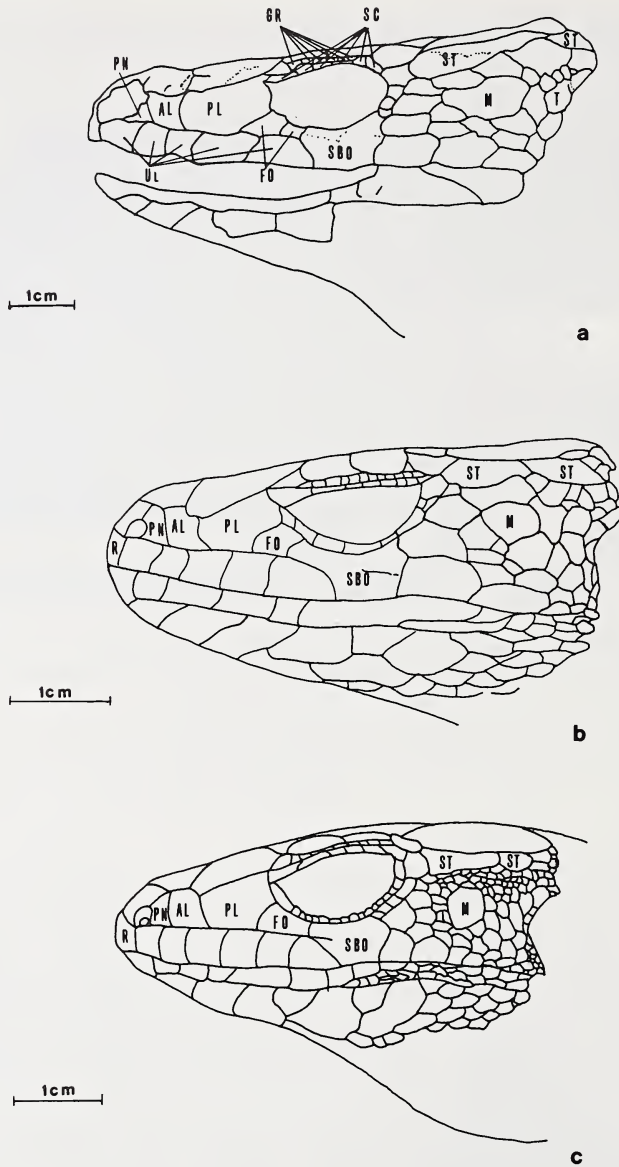 GR SC
PN ST ST
AL PL M T
UL FO SBO
1cm
a
ST ST
PN AL PL FO M
R SBO
1cm
b
ST ST
PN AL PL FO M
R SBO
1cm
c